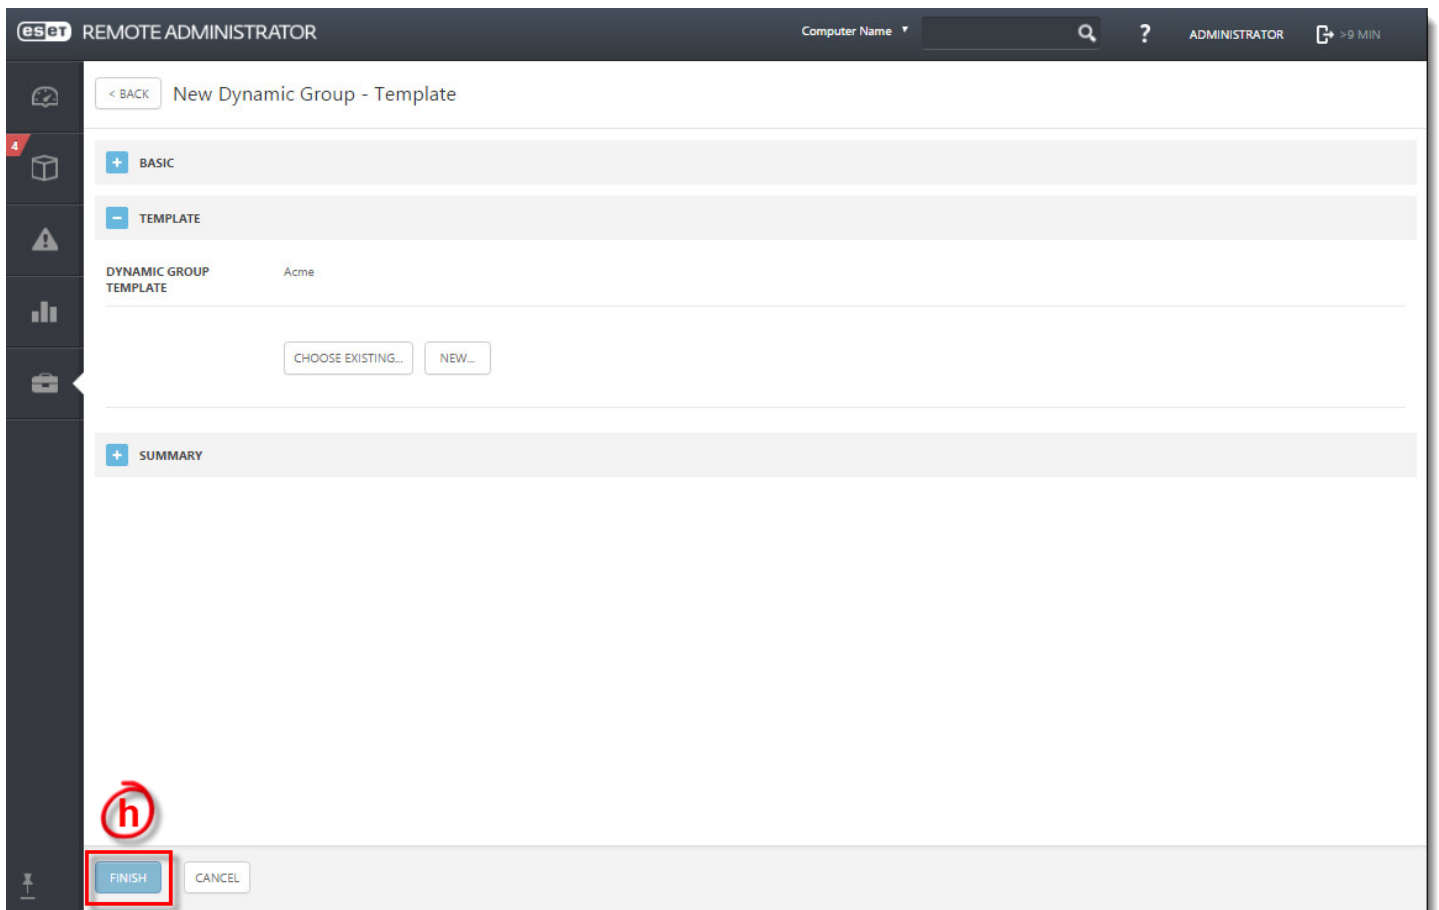 eset REMOTE ADMINISTRATOR Computer Name ? ADMINISTRATOR >9 MIN
< BACK New Dynamic Group - Template
4
+ BASIC
− TEMPLATE
DYNAMIC GROUP Acme
TEMPLATE
CHOOSE EXISTING... NEW...
+ SUMMARY
h
FINISH CANCEL